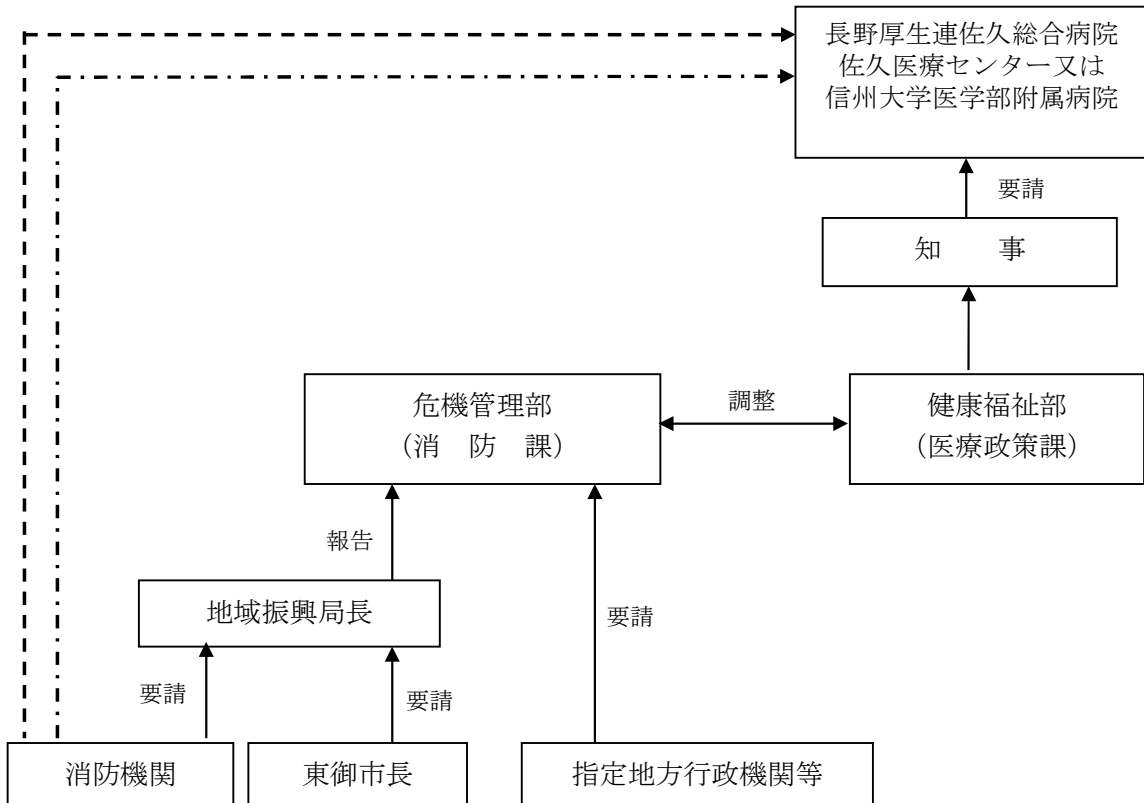 長野厚生連佐久総合病院
佐久医療センター又は
信州大学医学部附属病院
要請
知　　事
危機管理部
（消　防　課）
調整
健康福祉部
（医療政策課）
報告
地域振興局長
要請
要請
要請
消防機関
東御市長
指定地方行政機関等